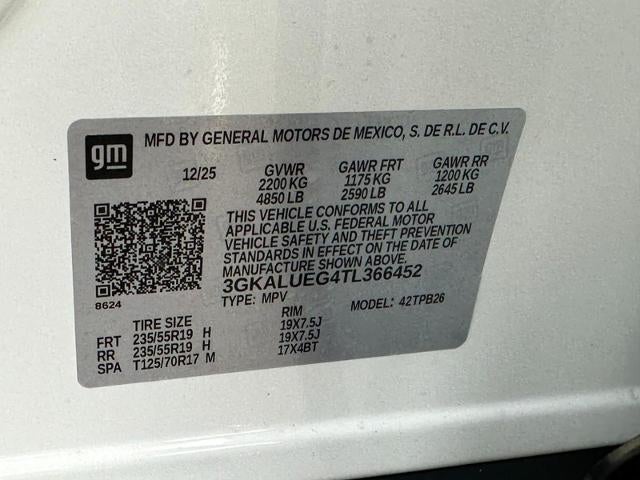 gm
MFD BY GENERAL MOTORS DE MEXICO, S. DE R.L. DE C.V.
12/25 GVWR GAWR FRT GAWR RR
2200 KG 1175 KG 1200 KG
4850 LB 2590 LB 2645 LB
THIS VEHICLE CONFORMS TO ALL
APPLICABLE U.S. FEDERAL MOTOR
VEHICLE SAFETY AND THEFT PREVENTION
STANDARDS IN EFFECT ON THE DATE OF
MANUFACTURE SHOWN ABOVE.
3GKALUEG4TL366452
8624
TYPE: MPV MODEL: 42TPB26
TIRE SIZE RIM
FRT 235/55R19 H 19X7.5J
RR 235/55R19 H 19X7.5J
SPA T125/70R17 M 17X4BT